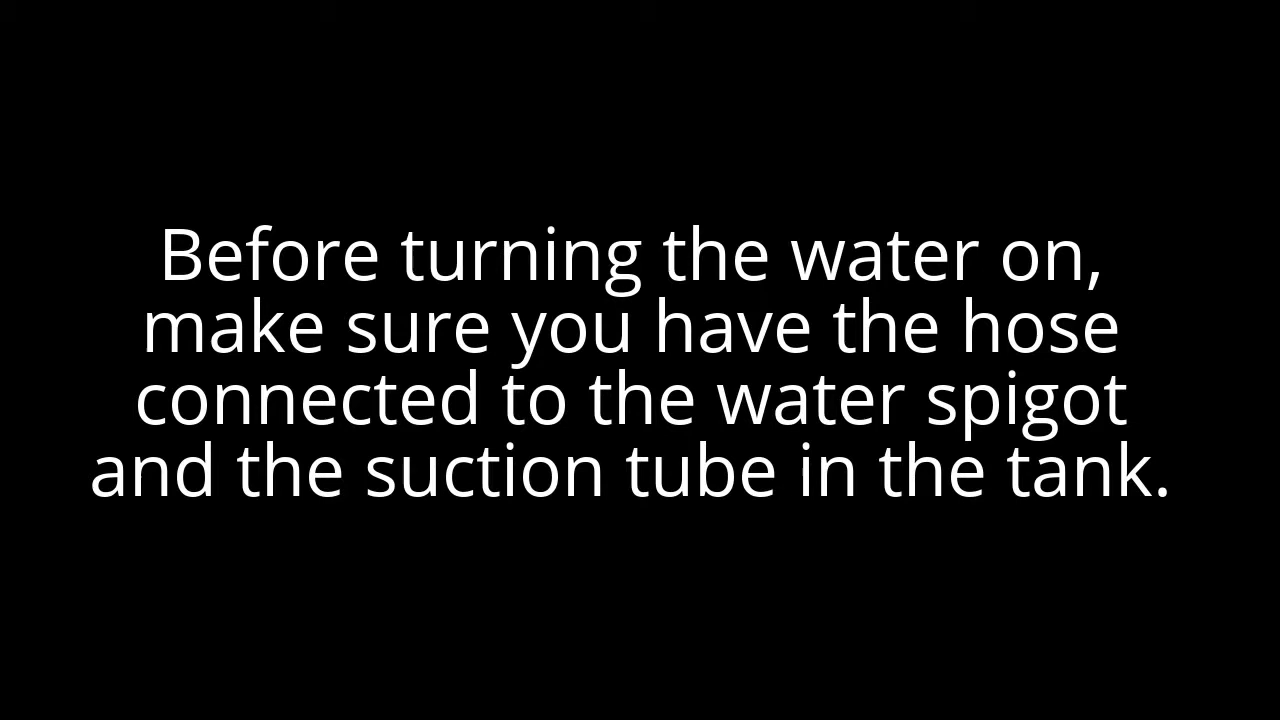 Before turning the water on,
make sure you have the hose
connected to the water spigot
and the suction tube in the tank.